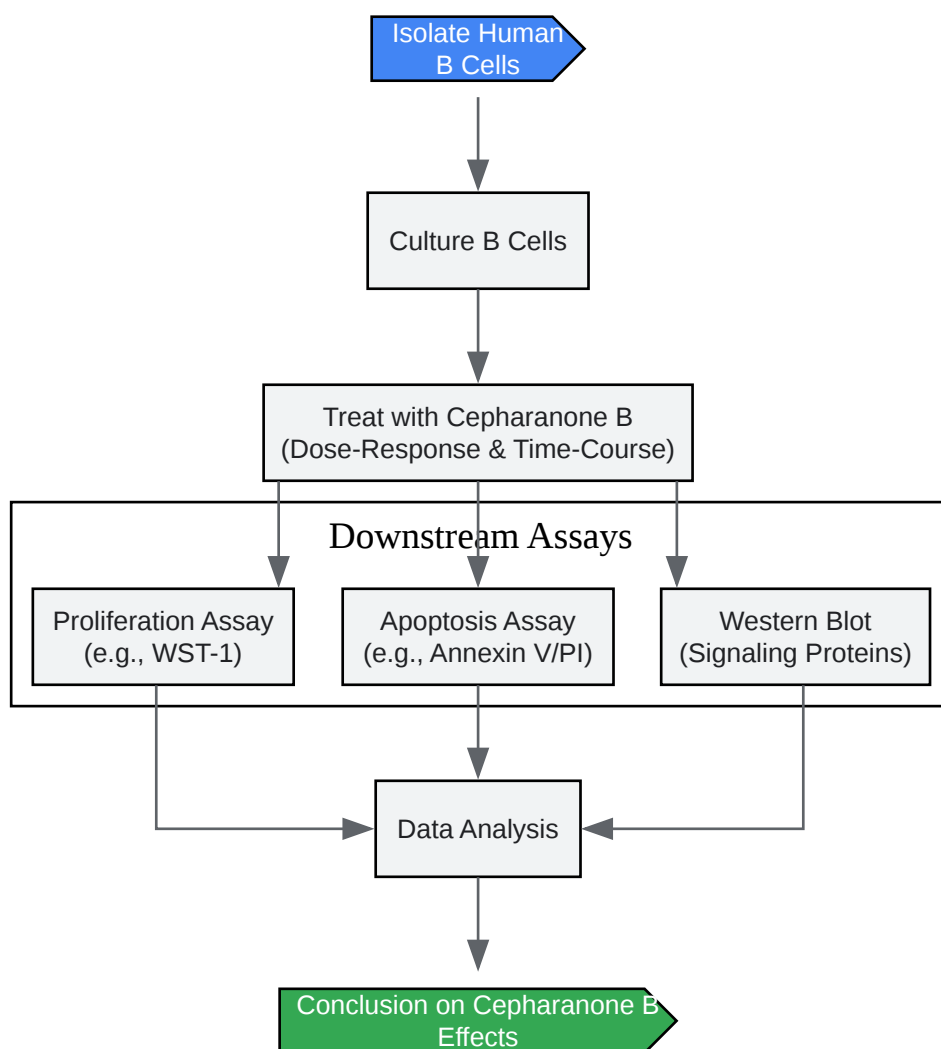 Isolate Human
B Cells
Culture B Cells
Treat with Cepharanone B
(Dose-Response & Time-Course)
Downstream Assays
Proliferation Assay
(e.g., WST-1)
Apoptosis Assay
(e.g., Annexin V/PI)
Western Blot
(Signaling Proteins)
Data Analysis
Conclusion on Cepharanone B
Effects